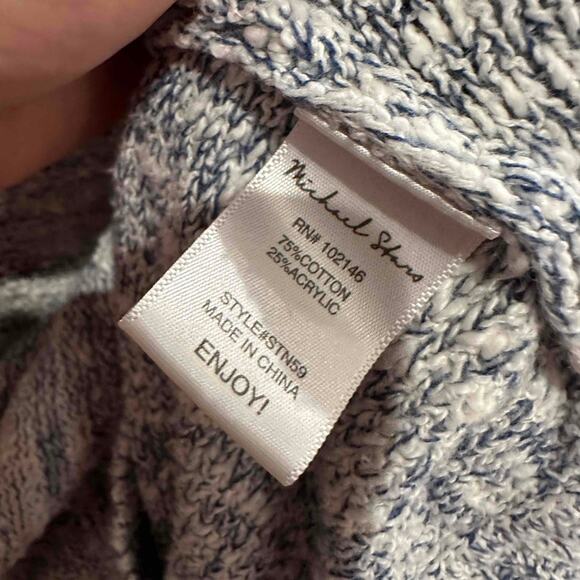 Michael Stars
RN# 102146
75%COTTON
25%ACRYLIC
STYLE#STN59
MADE IN CHINA
ENJOY!